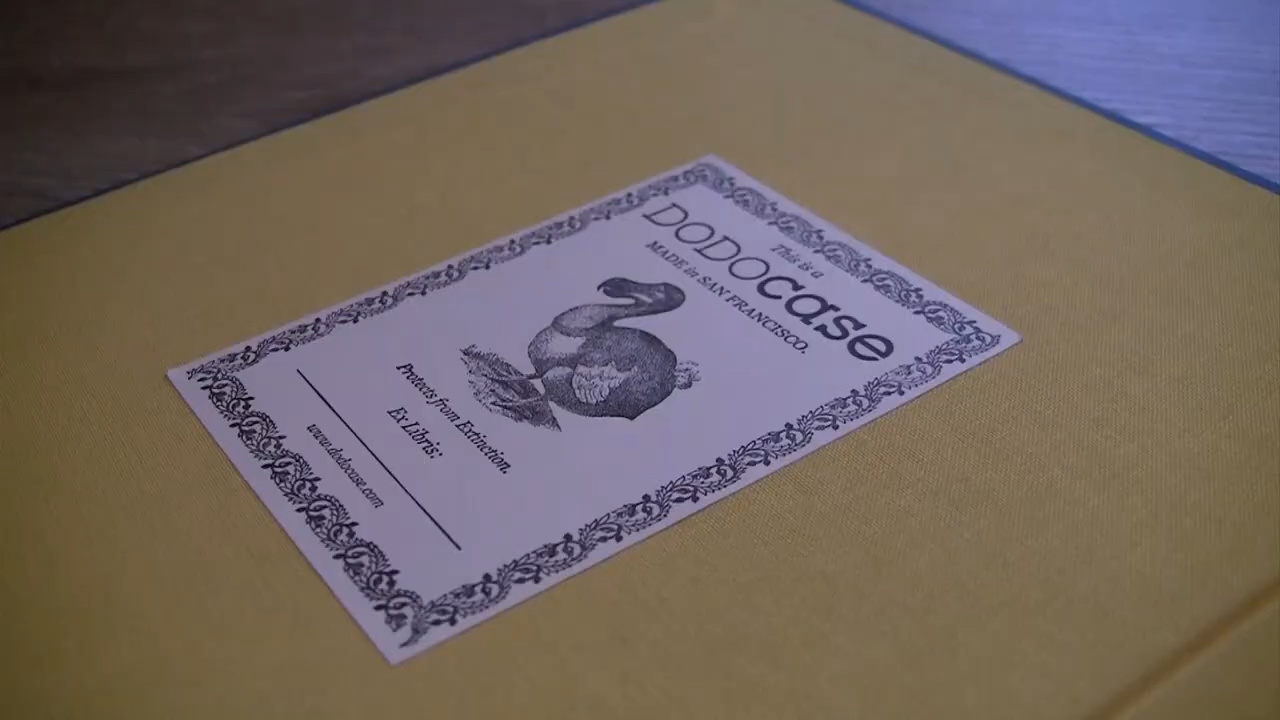 This is a
DODOcase
MADE in SAN FRANCISCO.
Protects from Extinction.
Ex Libris:
www.dodocase.com